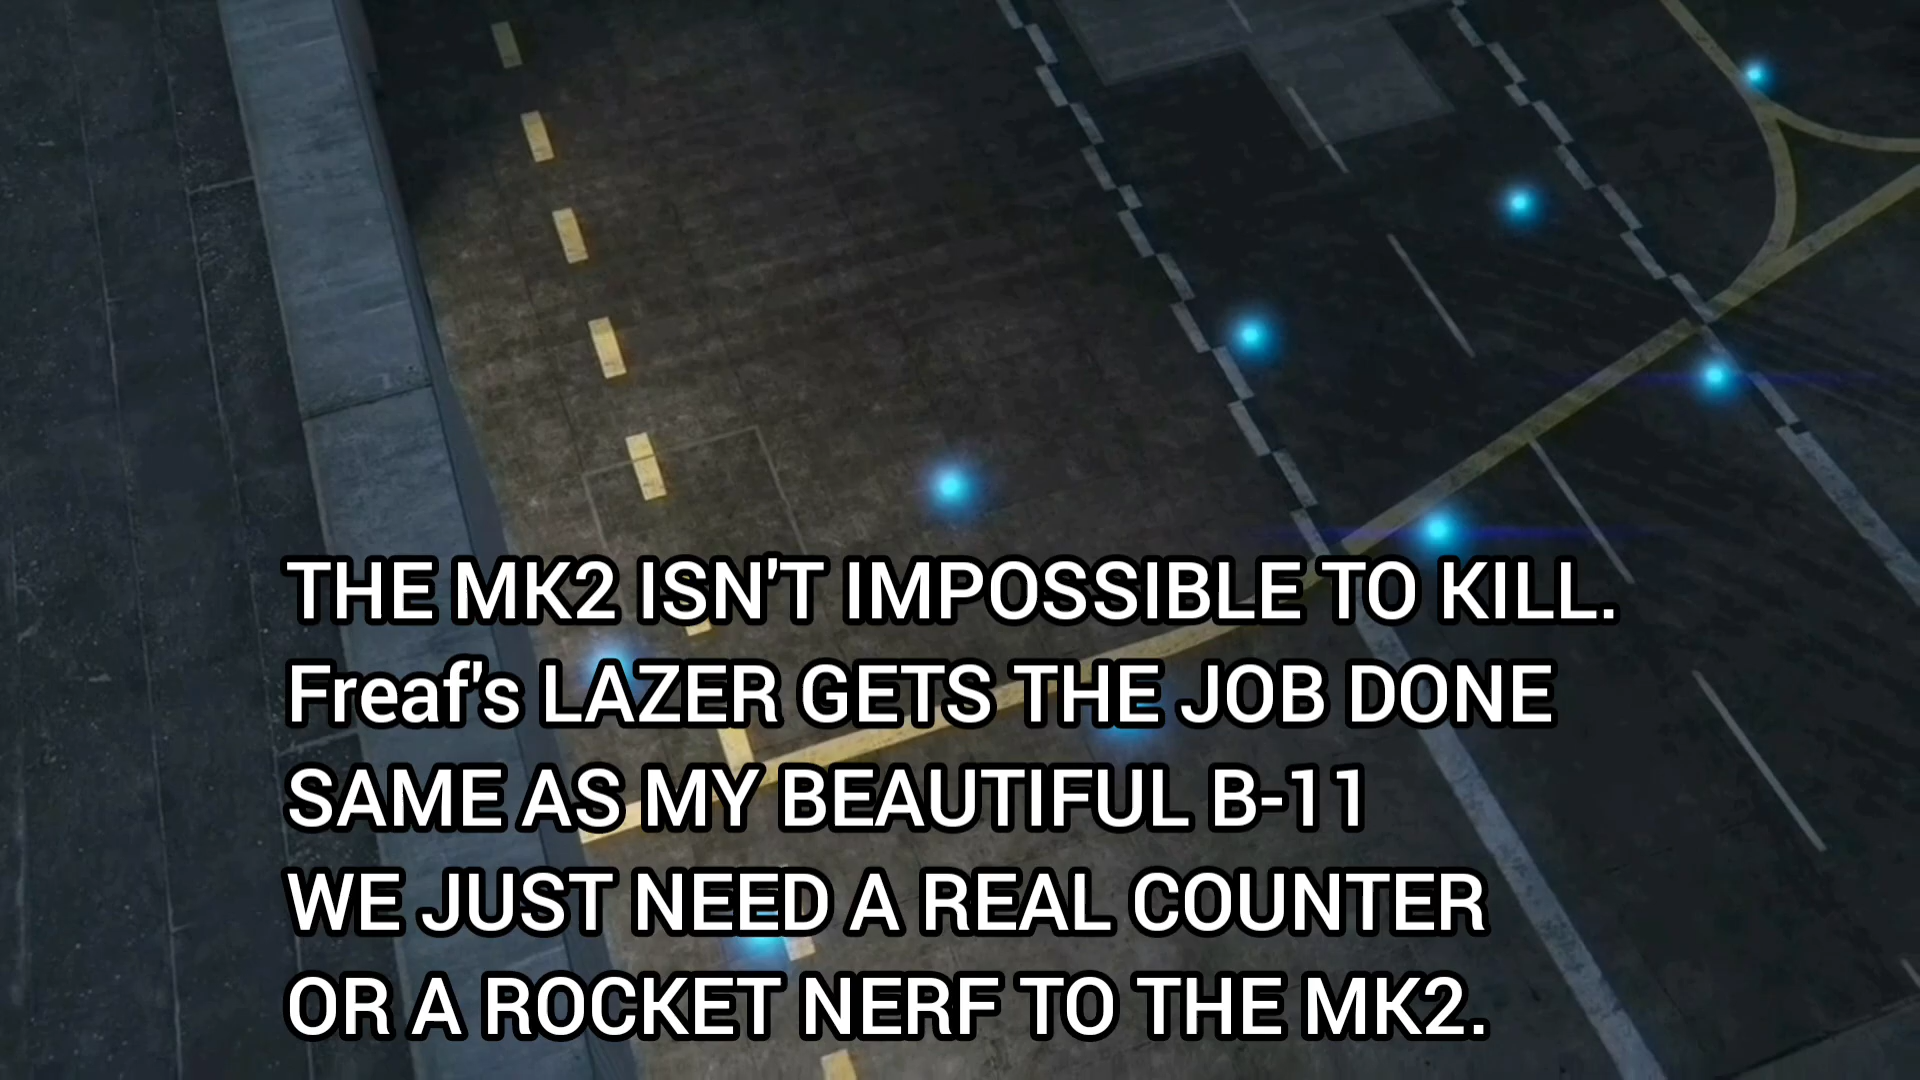 THE MK2 ISN'T IMPOSSIBLE TO KILL.
Freaf's LAZER GETS THE JOB DONE
SAME AS MY BEAUTIFUL B-11
WE JUST NEED A REAL COUNTER
OR A ROCKET NERF TO THE MK2.